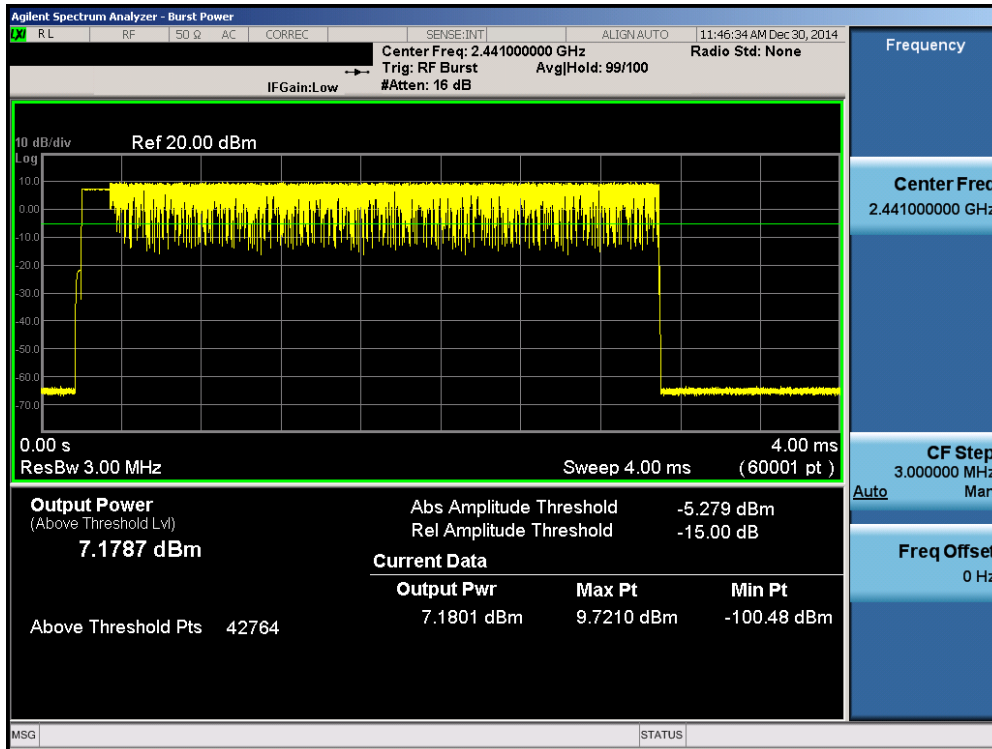 Agilent Spectrum Analyzer - Burst Power
LXI RL RF 50 Ω AC CORREC SENSE:INT ALIGN AUTO 11:46:34 AM Dec 30, 2014
Center Freq: 2.441000000 GHz Radio Std: None
Trig: RF Burst Avg|Hold: 99/100
IFGain:Low #Atten: 16 dB
10 dB/div Ref 20.00 dBm
Log
10.0
0.00
-10.0
-20.0
-30.0
-40.0
-50.0
-60.0
-70.0
0.00 s 4.00 ms
ResBw 3.00 MHz Sweep 4.00 ms (60001 pt)
Output Power
(Above Threshold Lvl)
7.1787 dBm
Above Threshold Pts 42764
Abs Amplitude Threshold -5.279 dBm
Rel Amplitude Threshold -15.00 dB
Current Data
Output Pwr Max Pt Min Pt
7.1801 dBm 9.7210 dBm -100.48 dBm
Frequency
Center Freq
2.441000000 GHz
CF Step
3.000000 MHz
Auto Man
Freq Offset
0 Hz
MSG STATUS